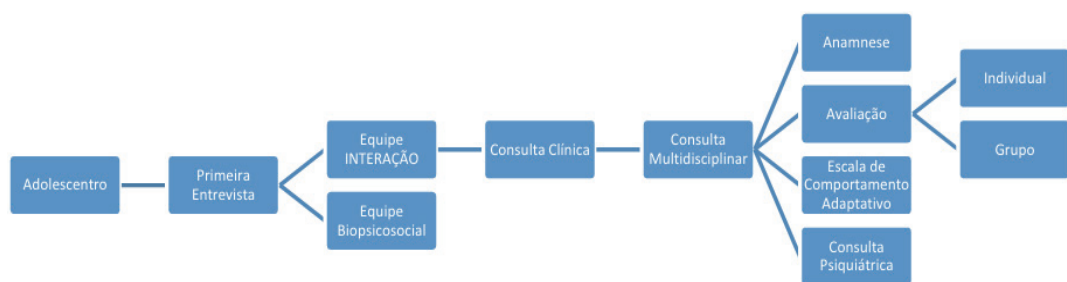 Adolescentro
Primeira
Entrevista
Equipe
INTERAÇÃO
Equipe
Biopsicosocial
Consulta Clínica
Consulta
Multidisciplinar
Anamnese
Avaliação
Escala de
Comportamento
Adaptativo
Consulta
Psiquiátrica
Individual
Grupo